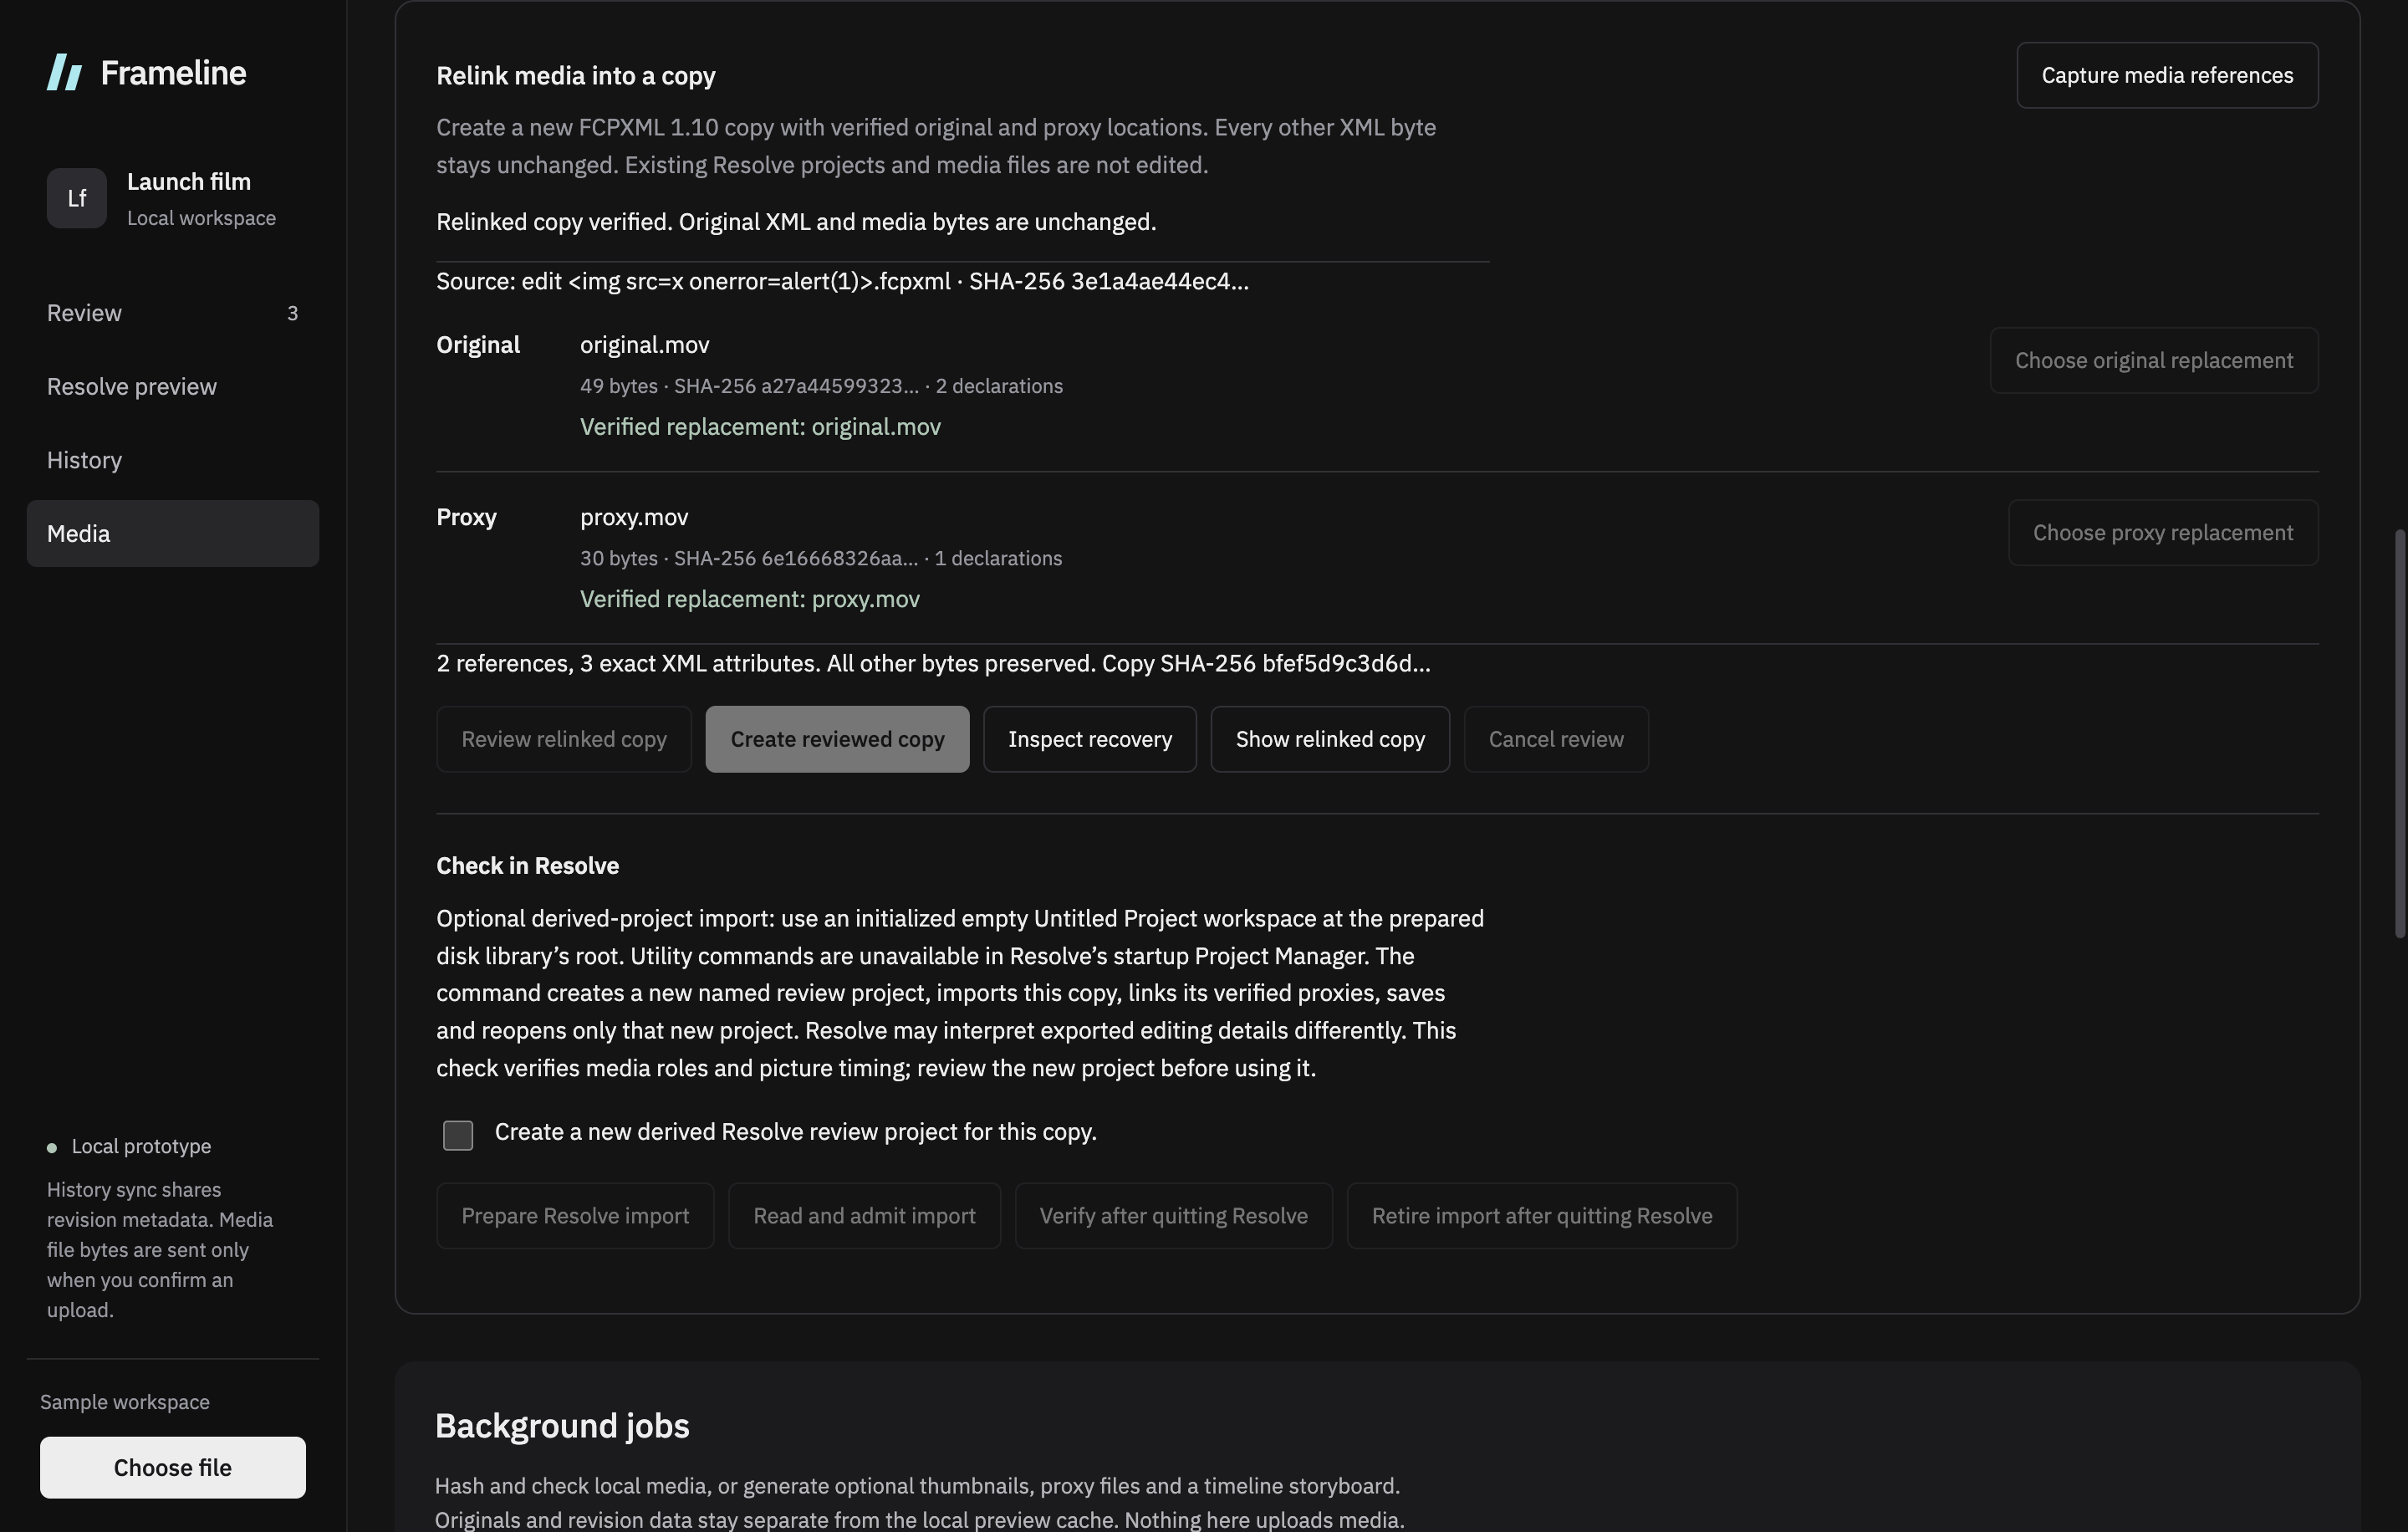 Frameline
Lf
Launch film
Local workspace
Review 3
Resolve preview
History
Media
Local prototype
History sync shares
revision metadata. Media
file bytes are sent only
when you confirm an
upload.
Sample workspace
Choose file
Relink media into a copy
Capture media references
Create a new FCPXML 1.10 copy with verified original and proxy locations. Every other XML byte
stays unchanged. Existing Resolve projects and media files are not edited.
Relinked copy verified. Original XML and media bytes are unchanged.
Source: edit <img src=x onerror=alert(1)>.fcpxml · SHA-256 3e1a4ae44ec4…
Original
original.mov
49 bytes · SHA-256 a27a44599323… · 2 declarations
Verified replacement: original.mov
Choose original replacement
Proxy
proxy.mov
30 bytes · SHA-256 6e16668326aa… · 1 declarations
Verified replacement: proxy.mov
Choose proxy replacement
2 references, 3 exact XML attributes. All other bytes preserved. Copy SHA-256 bfef5d9c3d6d…
Review relinked copy
Create reviewed copy
Inspect recovery
Show relinked copy
Cancel review
Check in Resolve
Optional derived-project import: use an initialized empty Untitled Project workspace at the prepared
disk library’s root. Utility commands are unavailable in Resolve’s startup Project Manager. The
command creates a new named review project, imports this copy, links its verified proxies, saves
and reopens only that new project. Resolve may interpret exported editing details differently. This
check verifies media roles and picture timing; review the new project before using it.
Create a new derived Resolve review project for this copy.
Prepare Resolve import
Read and admit import
Verify after quitting Resolve
Retire import after quitting Resolve
Background jobs
Hash and check local media, or generate optional thumbnails, proxy files and a timeline storyboard.
Originals and revision data stay separate from the local preview cache. Nothing here uploads media.